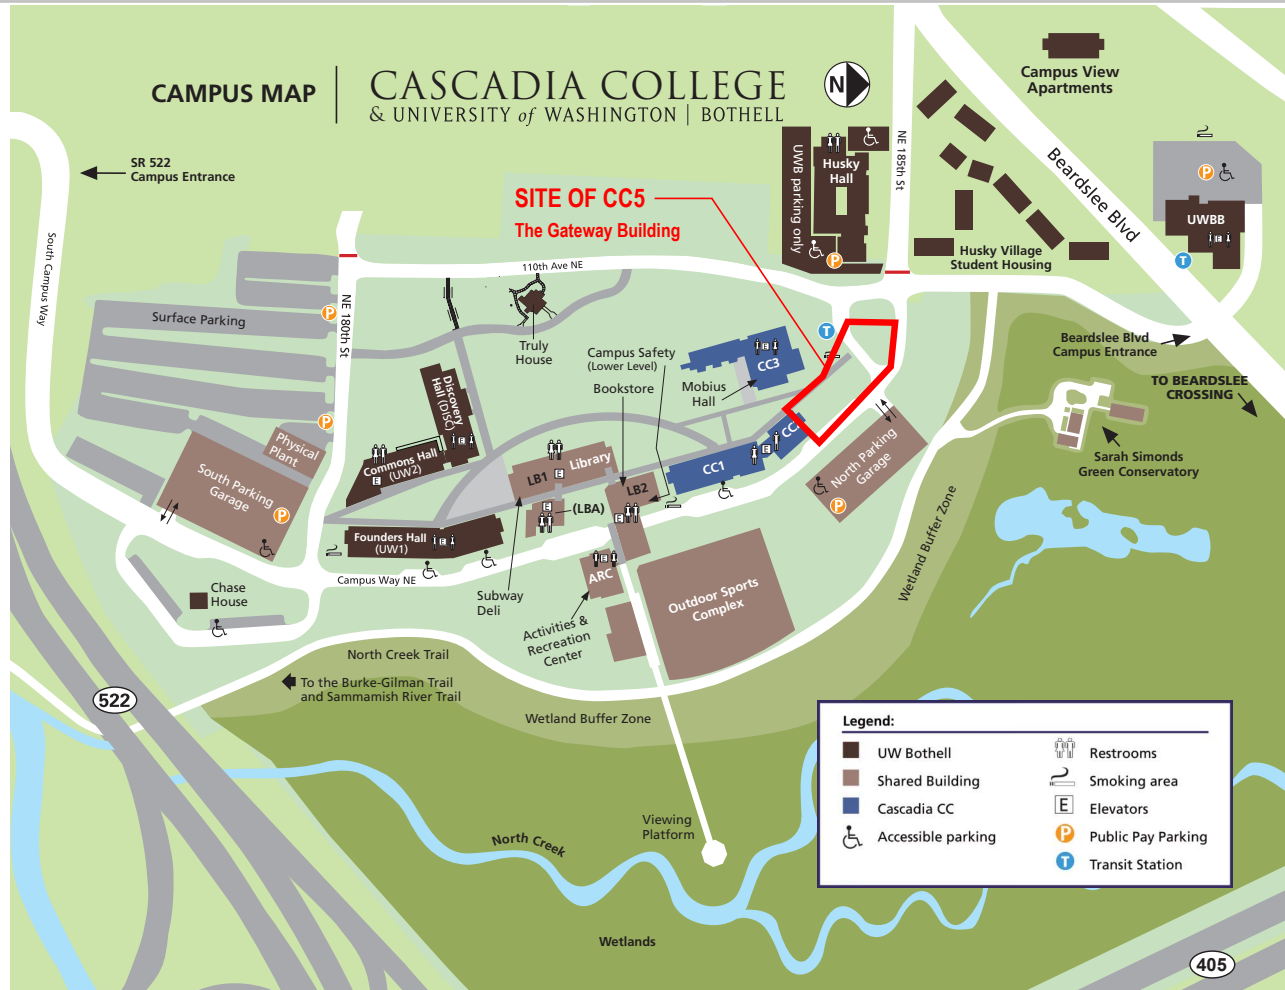 CAMPUS MAP
CASCADIA COLLEGE
& UNIVERSITY of WASHINGTON | BOTHELL
N
Campus View
Apartments
SR 522
Campus Entrance
NE 185th St
Beardslee Blvd
UWB parking only
Husky
Hall
P
SITE OF CC5
The Gateway Building
P
UWBB
E
T
Husky Village
Student Housing
South Campus Way
110th Ave NE
NE 180th St
P
Surface Parking
Truly
House
T
Campus Safety
(Lower Level)
Bookstore
Mobius
Hall
E
CC3
Beardslee Blvd
Campus Entrance
TO BEARDSLEE
CROSSING
Discovery
Hall (DISC)
E
P
Physical
Plant
Commons Hall
(UW2)
E
South Parking
Garage
P
LB1
E
Library
LB2
E
(LBA)
E
CC1
E
CC
North Parking
Garage
P
Sarah Simonds
Green Conservatory
Founders Hall
(UW1)
E
Campus Way NE
Chase
House
Subway
Deli
E
ARC
Activities &
Recreation
Center
Outdoor Sports
Complex
Wetland Buffer Zone
North Creek Trail
To the Burke-Gilman Trail
and Sammamish River Trail
522
Wetland Buffer Zone
Viewing
Platform
North Creek
Wetlands
Legend:
UW Bothell
Shared Building
Cascadia CC
Accessible parking
Restrooms
Smoking area
E Elevators
P Public Pay Parking
T Transit Station
405